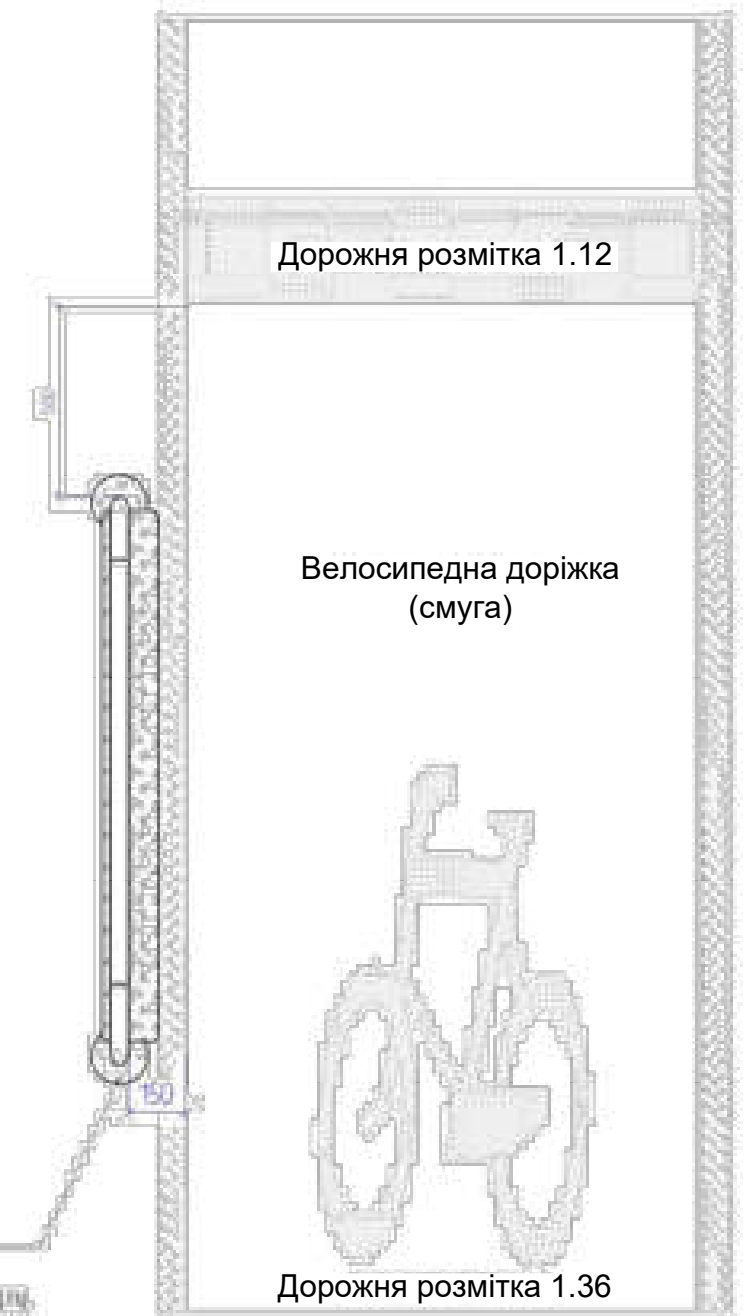 Дорожня розмітка 1.12
Велосипедна доріжка
(смуга)
150
Дорожня розмітка 1.36